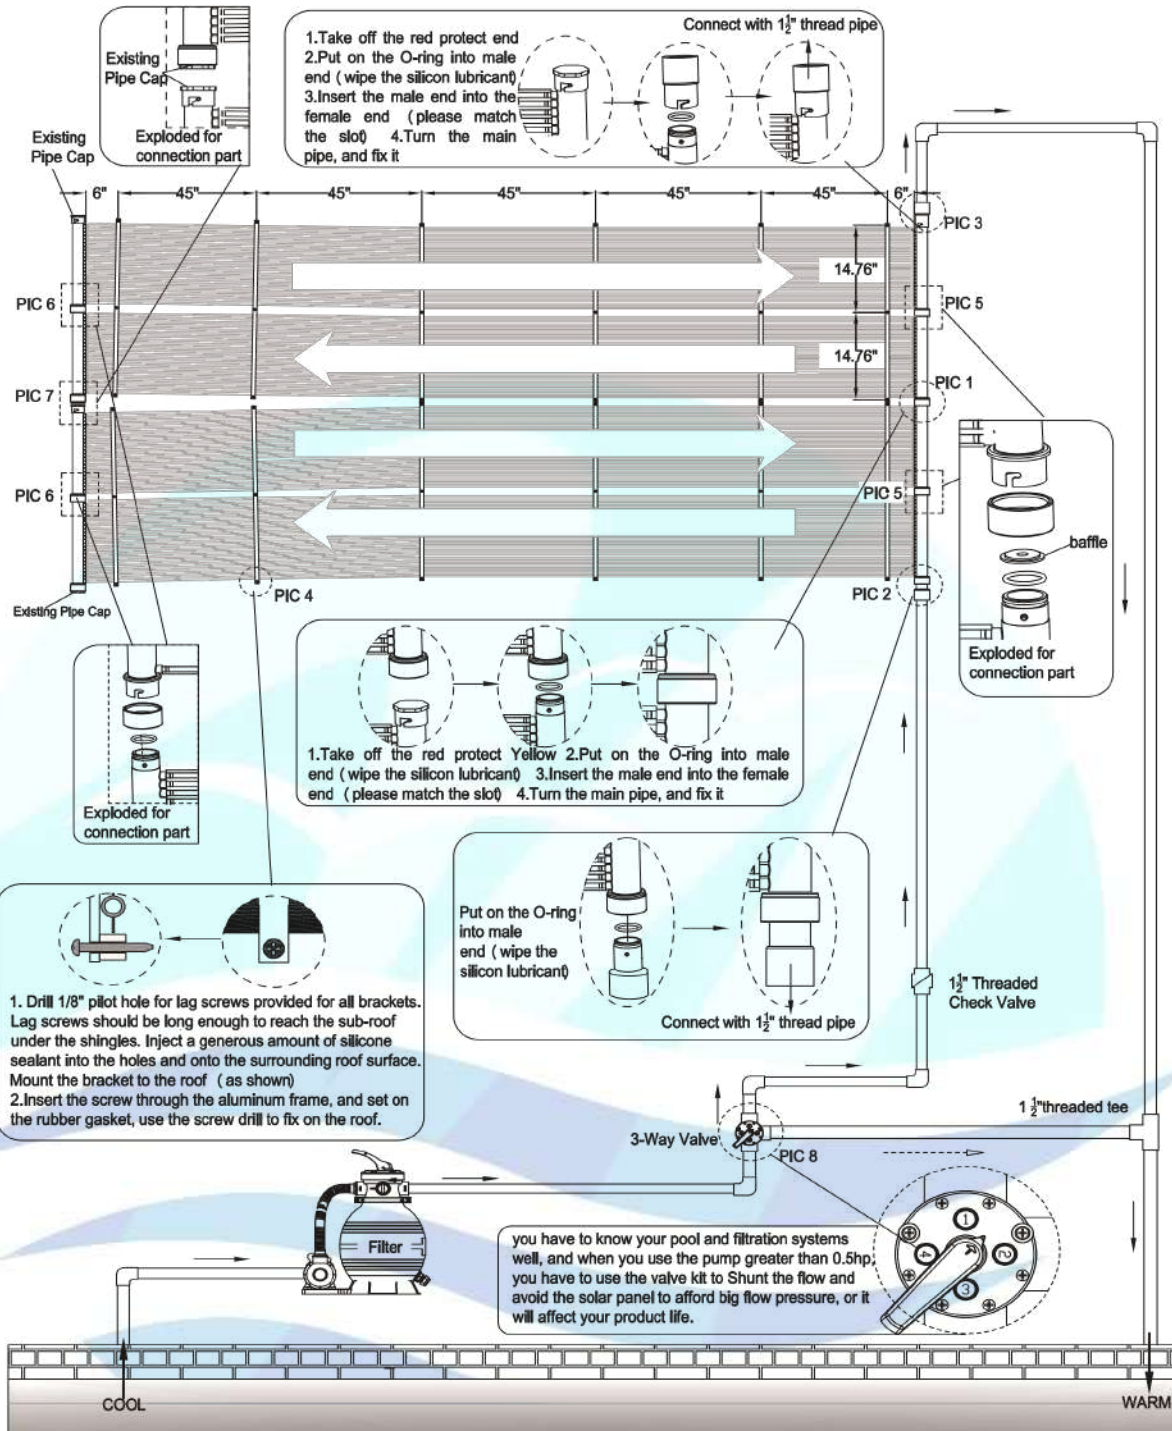 Existing
Pipe Cap
Exploded for
connection part
1.Take off the red protect end
2.Put on the O-ring into male
end ( wipe the silicon lubricant)
3.Insert the male end into the
female end (please match
the slot) 4.Turn the main
pipe, and fix it
Connect with 1½" thread pipe
Existing
Pipe Cap
6"
45"
45"
45"
45"
45"
6"
PIC 3
14.76"
PIC 6
PIC 5
14.76"
PIC 7
PIC 1
PIC 6
PIC 5
baffle
Existing Pipe Cap
PIC 4
PIC 2
Exploded for
connection part
1.Take off the red protect Yellow 2.Put on the O-ring into male
end ( wipe the silicon lubricant) 3.Insert the male end into the female
end ( please match the slot) 4.Turn the main pipe, and fix it
Exploded for
connection part
Put on the O-ring
into male
end ( wipe the
silicon lubricant)
Connect with 1½" thread pipe
1½" Threaded
Check Valve
1. Drill 1/8" pilot hole for lag screws provided for all brackets.
Lag screws should be long enough to reach the sub-roof
under the shingles. Inject a generous amount of silicone
sealant into the holes and onto the surrounding roof surface.
Mount the bracket to the roof ( as shown)
2.Insert the screw through the aluminum frame, and set on
the rubber gasket, use the screw drill to fix on the roof.
1 ½"threaded tee
3-Way Valve
PIC 8
Filter
you have to know your pool and filtration systems
well, and when you use the pump greater than 0.5hp,
you have to use the valve kit to Shunt the flow and
avoid the solar panel to afford big flow pressure, or it
will affect your product life.
1
4
2
3
COOL
WARM